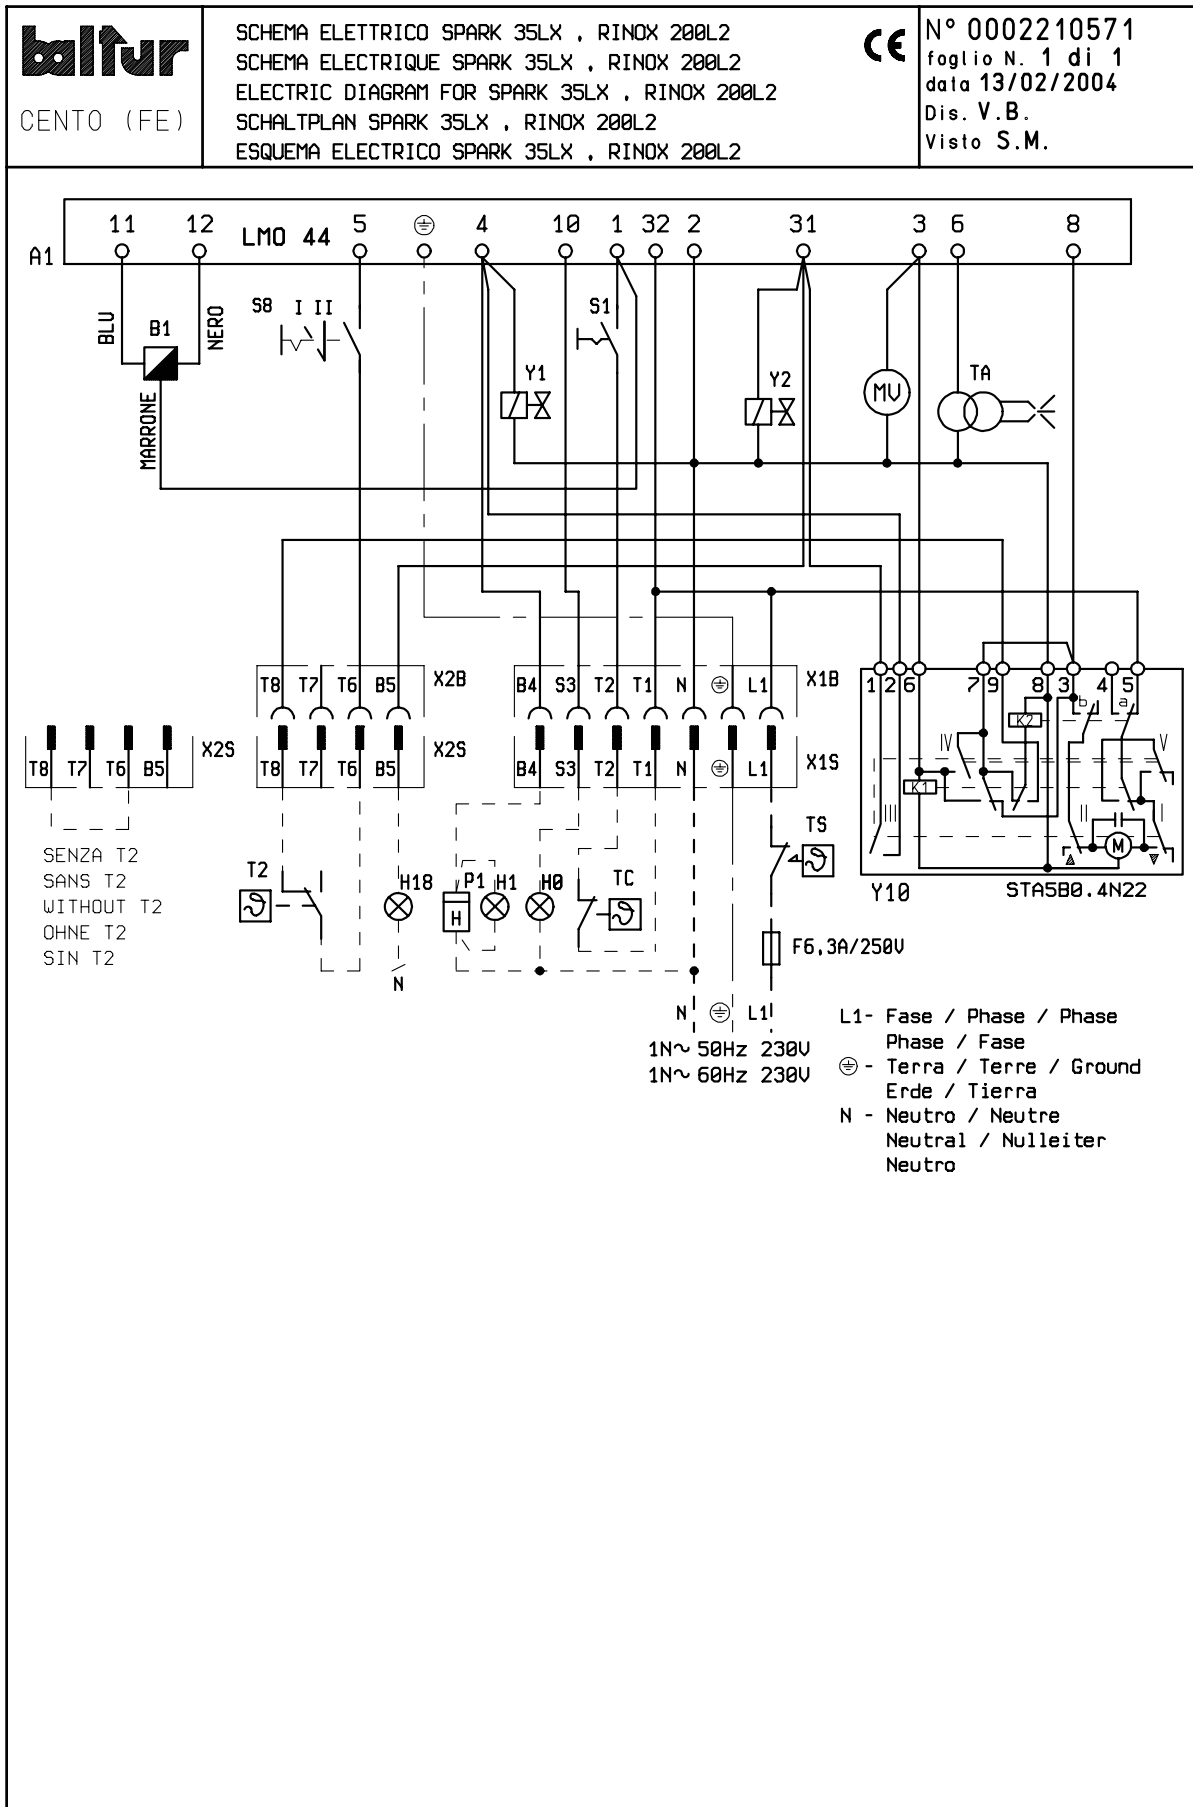 baltur
CENTO (FE)
SCHEMA ELETTRICO SPARK 35LX , RINOX 200L2
SCHEMA ELECTRIQUE SPARK 35LX , RINOX 200L2
ELECTRIC DIAGRAM FOR SPARK 35LX , RINOX 200L2
SCHALTPLAN SPARK 35LX , RINOX 200L2
ESQUEMA ELECTRICO SPARK 35LX , RINOX 200L2
CE
N° 0002210571
foglio N. 1 di 1
data 13/02/2004
Dis. V.B.
Visto S.M.
A1
11 12 LMO 44 5 4 10 1 32 2 31 3 6 8
BLU
B1
NERO
MARRONE
S8 I II
S1
Y1
Y2
MV
TA
T8 T7 T6 B5 X2B
B4 S3 T2 T1 N L1 X1B
1 2 6 7 9 8 3 4 5
T8 T7 T6 B5 X2S
T8 T7 T6 B5 X2S
B4 S3 T2 T1 N L1 X1S
K2 b a
IV V
K1
III II I
M
Y10 STA5B0.4N22
SENZA T2
SANS T2
WITHOUT T2
OHNE T2
SIN T2
T2
H18
N
P1 H1 H0
H
TC
TS
F6,3A/250V
N L1
1N~ 50Hz 230V
1N~ 60Hz 230V
L1- Fase / Phase / Phase
Phase / Fase
- Terra / Terre / Ground
Erde / Tierra
N - Neutro / Neutre
Neutral / Nulleiter
Neutro